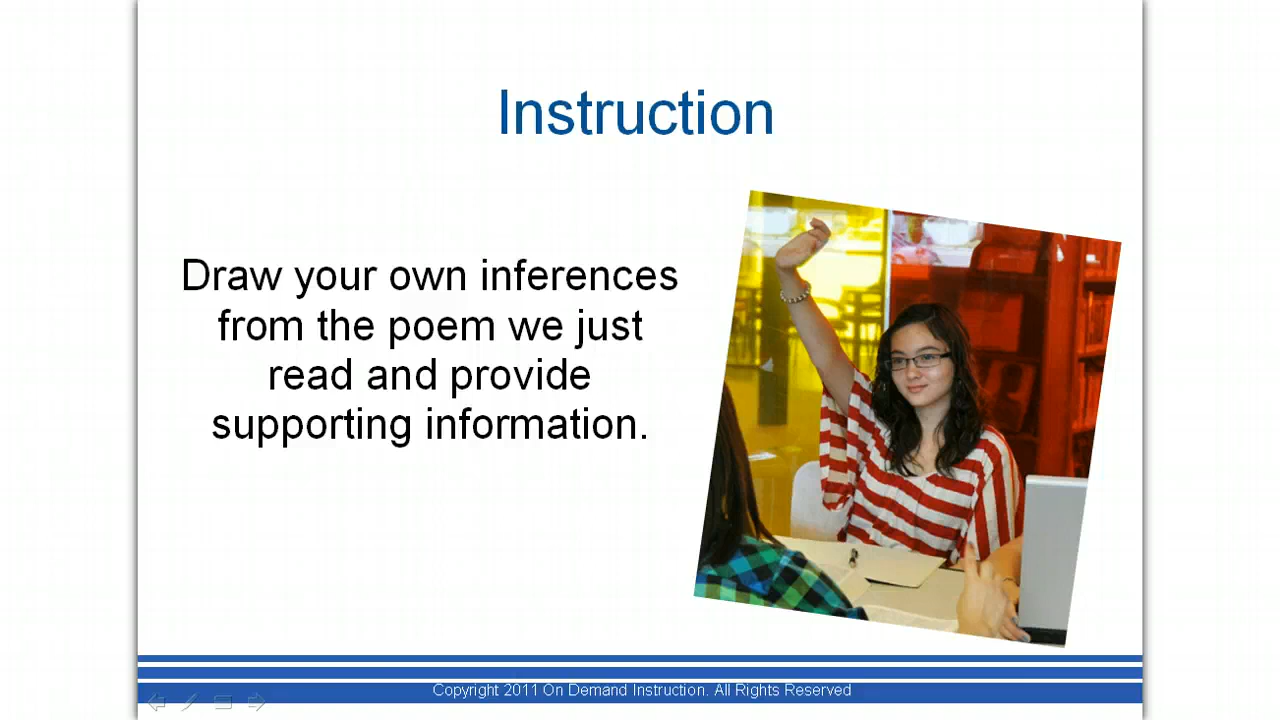 Instruction
Draw your own inferences
from the poem we just
read and provide
supporting information.
Copyright 2011 On Demand Instruction. All Rights Reserved